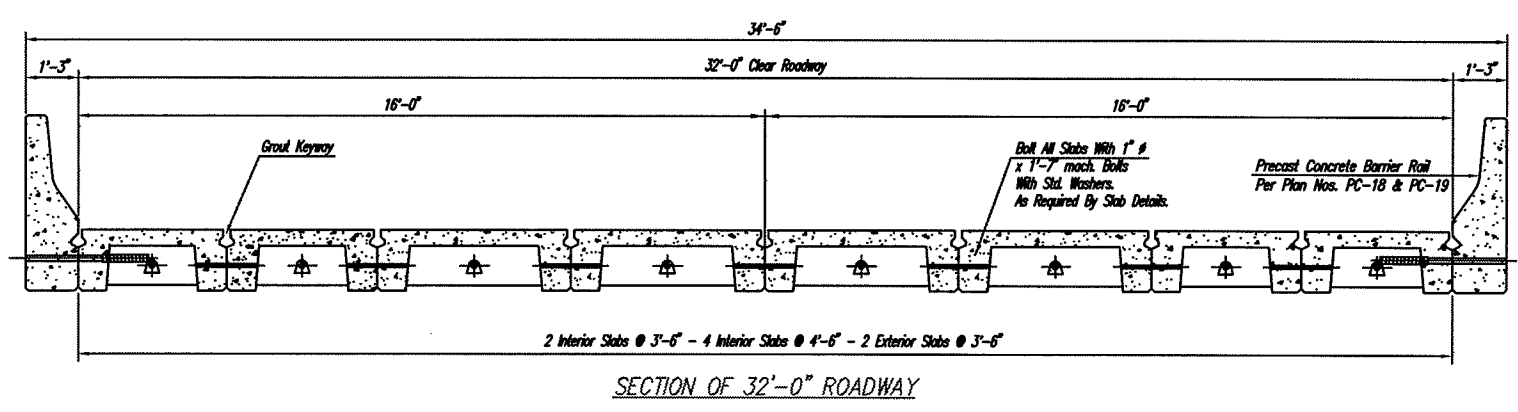 34'-6"
1'-3"
32'-0" Clear Roadway
1'-3"
16'-0"
16'-0"
Grout Keyway
Bolt All Slabs With 1" ø
x 1'-7" mach. Bolts
With Std. Washers.
As Required By Slab Details.
Precast Concrete Barrier Rail
Per Plan Nos. PC-18 & PC-19
2 Interior Slabs @ 3'-6" - 4 Interior Slabs @ 4'-6" - 2 Exterior Slabs @ 3'-6"
SECTION OF 32'-0" ROADWAY